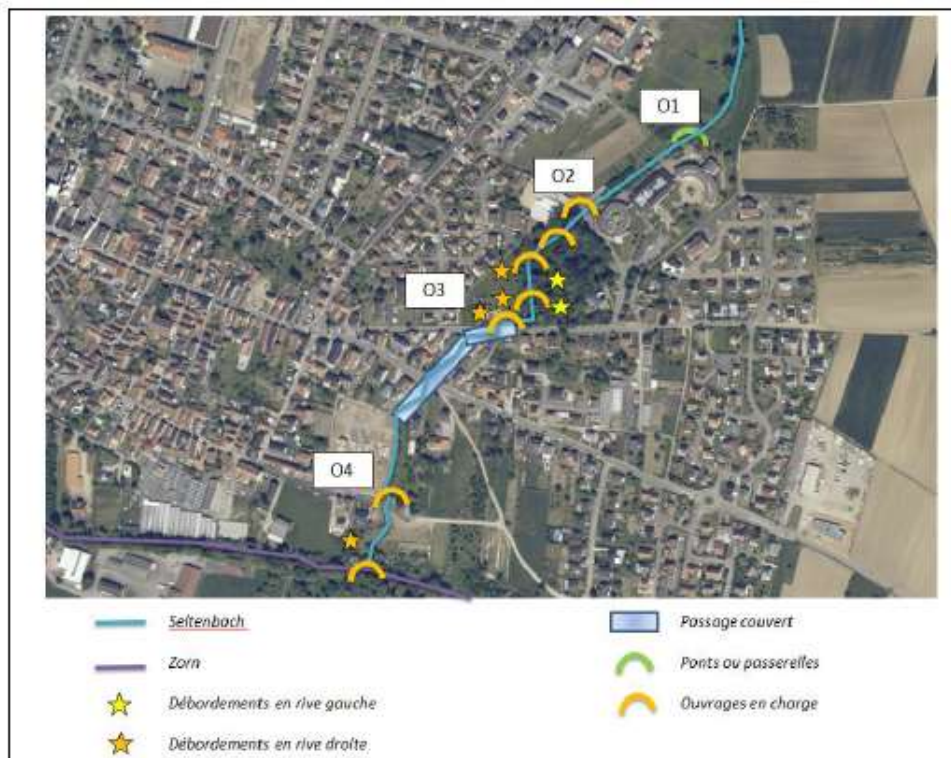 O1
O2
O3
O4
Seltenbach
Passage couvert
Zorn
Ponts ou passerelles
Débordements en rive gauche
Ouvrages en charge
Débordements en rive droite